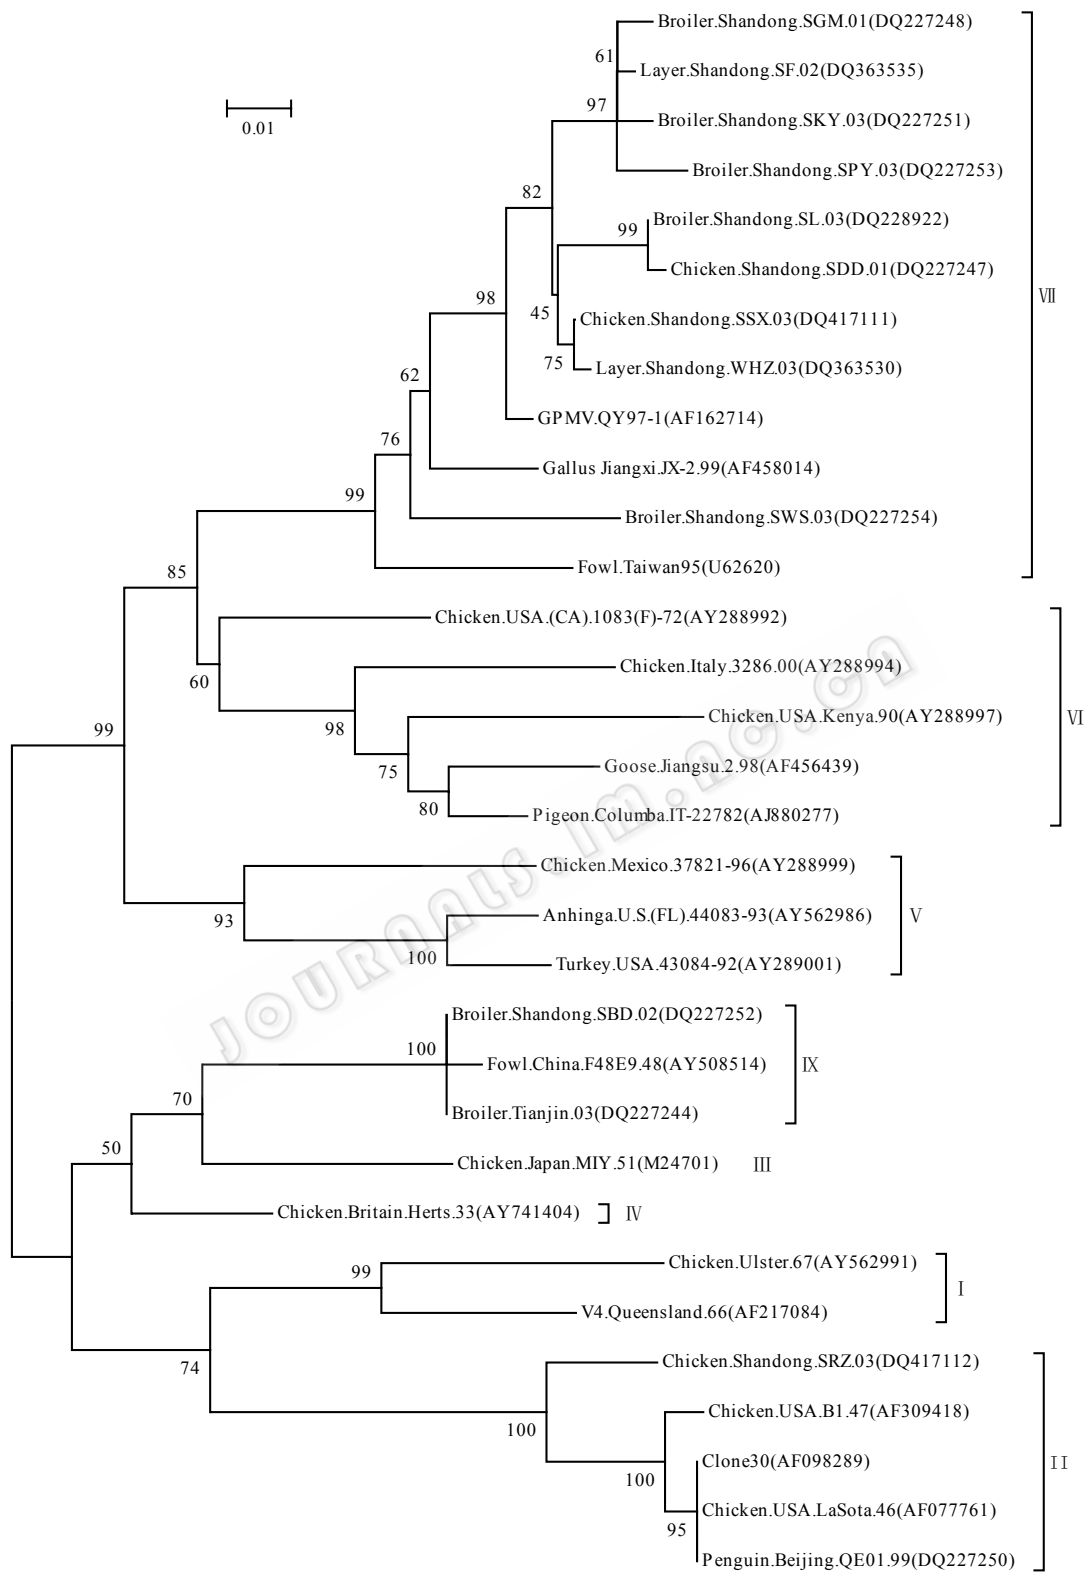 Broiler.Shandong.SGM.01(DQ227248)
61
Layer.Shandong.SF.02(DQ363535)
97
0.01
Broiler.Shandong.SKY.03(DQ227251)
Broiler.Shandong.SPY.03(DQ227253)
82
Broiler.Shandong.SL.03(DQ228922)
99
Chicken.Shandong.SDD.01(DQ227247)
Ⅶ
98
45
Chicken.Shandong.SSX.03(DQ417111)
75
Layer.Shandong.WHZ.03(DQ363530)
62
GPMV.QY97-1(AF162714)
76
Gallus Jiangxi.JX-2.99(AF458014)
99
Broiler.Shandong.SWS.03(DQ227254)
Fowl.Taiwan95(U62620)
85
Chicken.USA.(CA).1083(F)-72(AY288992)
60
Chicken.Italy.3286.00(AY288994)
98
Chicken.USA.Kenya.90(AY288997)
Ⅵ
99
75
Goose.Jiangsu.2.98(AF456439)
80
Pigeon.Columba.IT-22782(AJ880277)
Chicken.Mexico.37821-96(AY288999)
93
Anhinga.U.S.(FL).44083-93(AY562986)
Ⅴ
100
Turkey.USA.43084-92(AY289001)
JOURNALS.IM.AC.CN
Broiler.Shandong.SBD.02(DQ227252)
100
Fowl.China.F48E9.48(AY508514)
Ⅸ
70
Broiler.Tianjin.03(DQ227244)
50
Chicken.Japan.MIY.51(M24701)
Ⅲ
Chicken.Britain.Herts.33(AY741404)
Ⅳ
Chicken.Ulster.67(AY562991)
99
Ⅰ
V4.Queensland.66(AF217084)
74
Chicken.Shandong.SRZ.03(DQ417112)
100
Chicken.USA.B1.47(AF309418)
Clone30(AF098289)
II
100
Chicken.USA.LaSota.46(AF077761)
95
Penguin.Beijing.QE01.99(DQ227250)